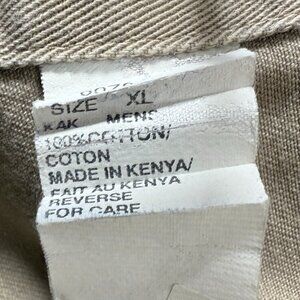 SIZE XL
KAK MENS
100%COTTON/
COTON
MADE IN KENYA/
FAIT AU KENYA
REVERSE
FOR CARE